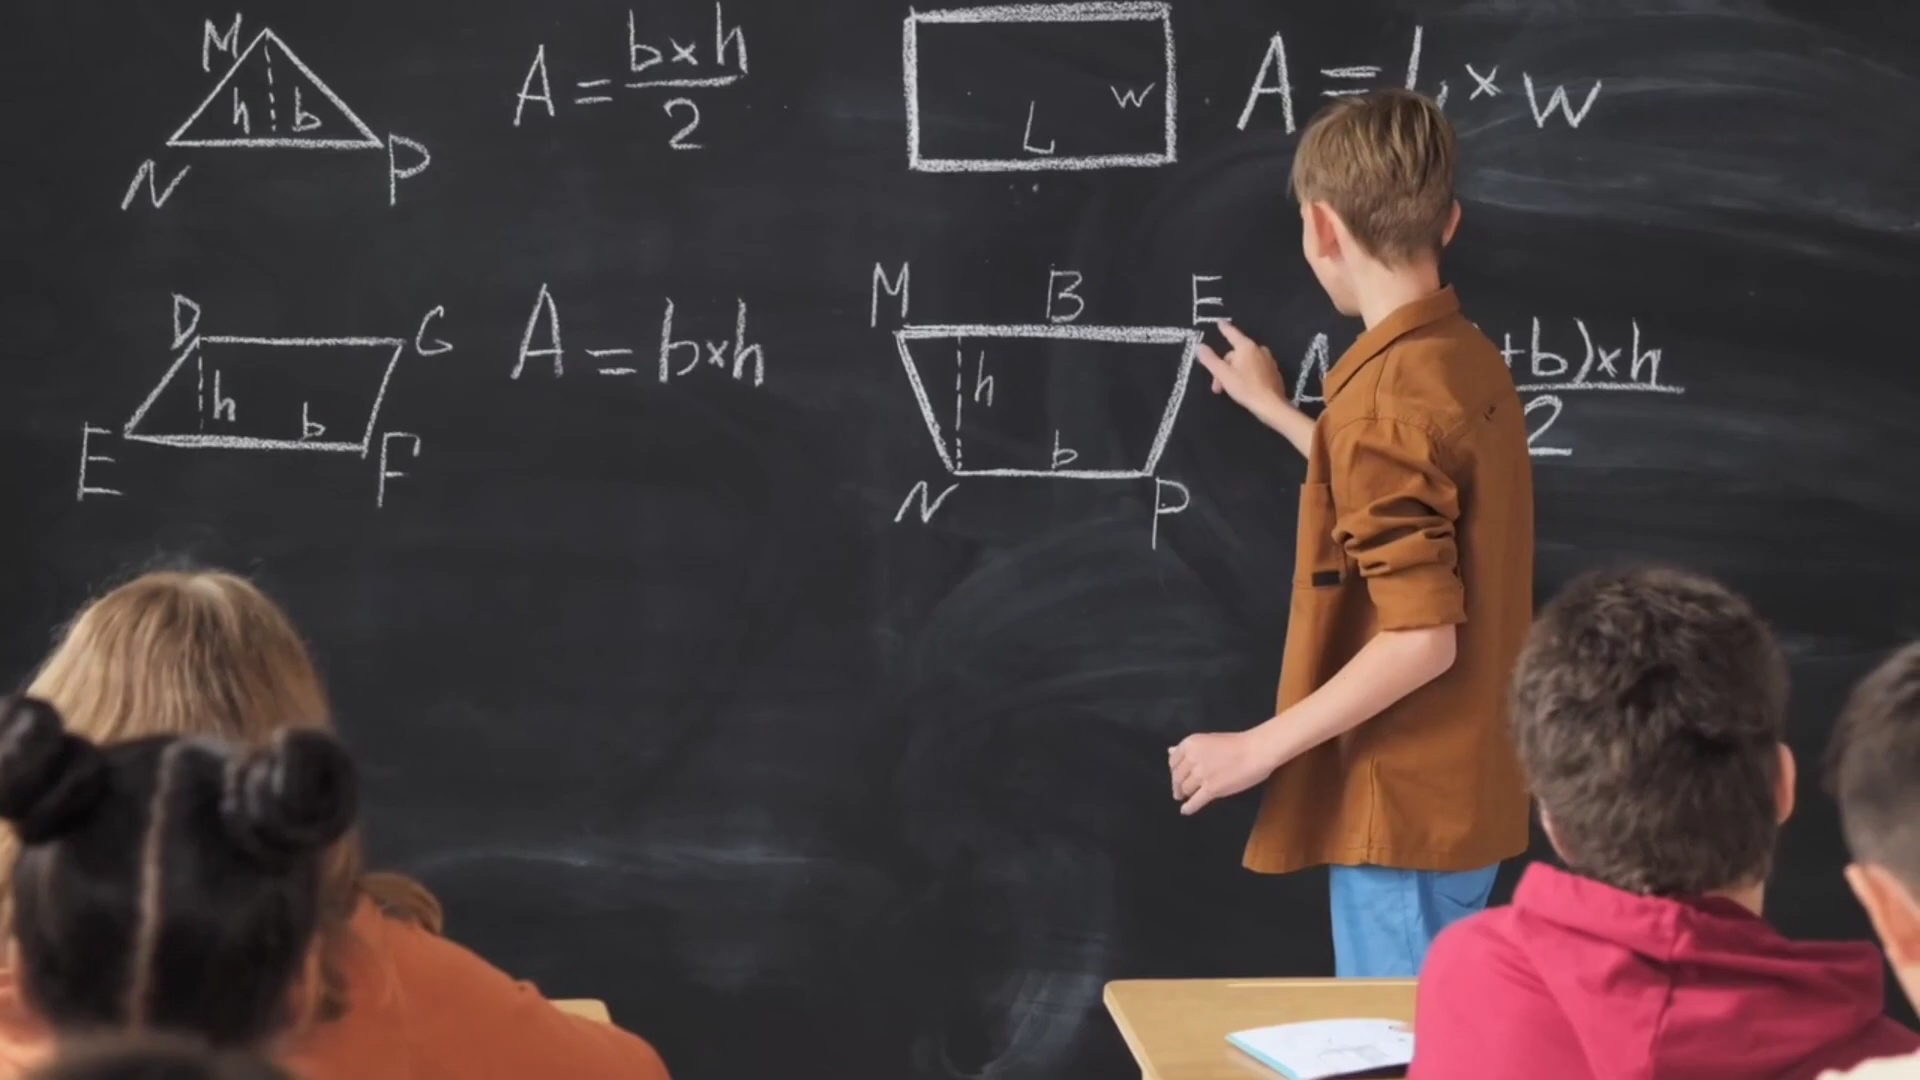 M
h b
N P
A = b×h
2
W
L
A = L × W
D G
h
b
E F
A = b×h
M B E
h
b
N P
+b)×h
2